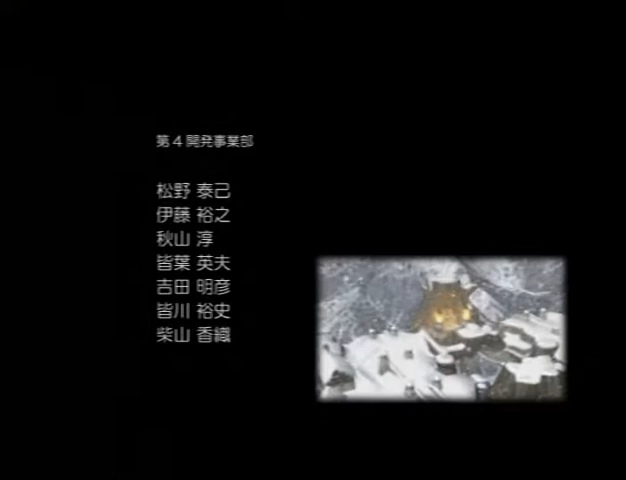 第4開発事業部
松野 泰己
伊藤 裕之
秋山 淳
皆葉 英夫
吉田 明彦
皆川 裕史
柴山 香織